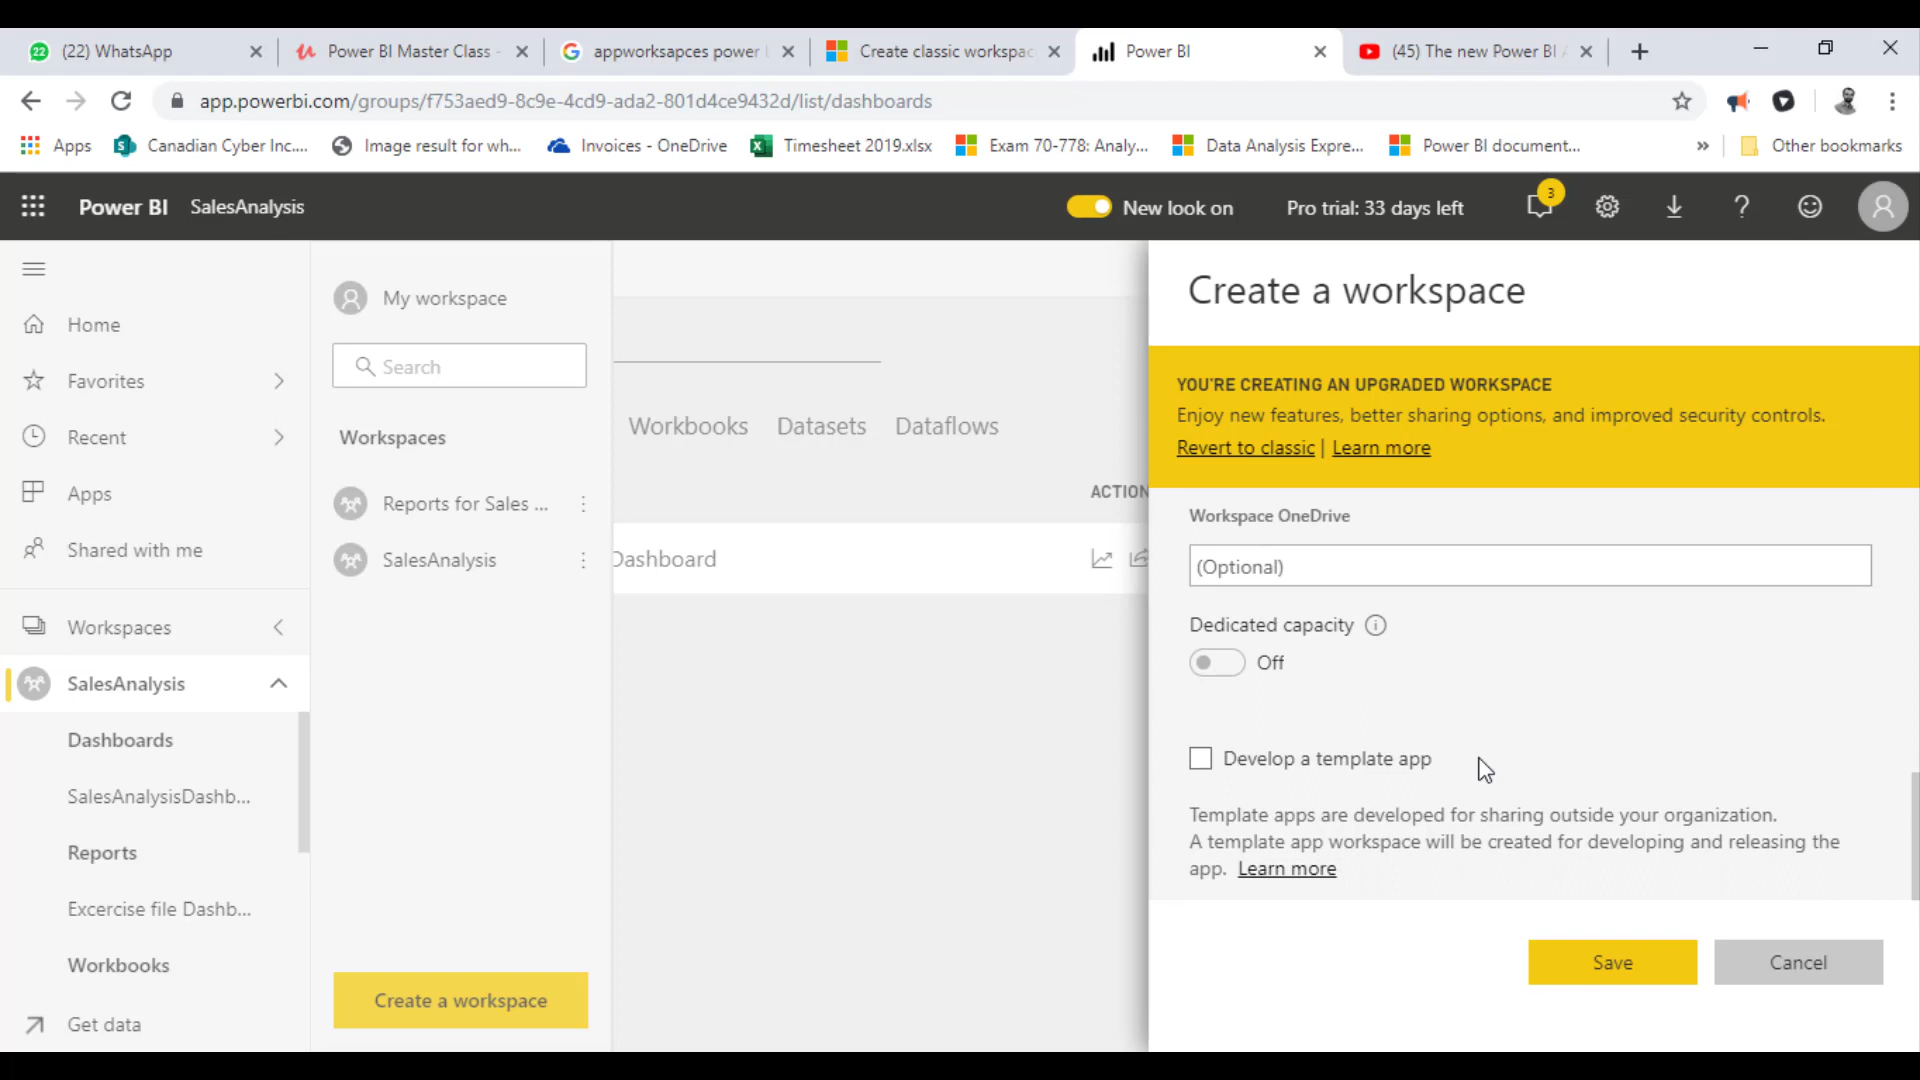 22
(22) WhatsApp
Power BI Master Class -
appworksapces power
Create classic workspac
Power BI
(45) The new Power BI A
app.powerbi.com/groups/f753aed9-8c9e-4cd9-ada2-801d4ce9432d/list/dashboards
Apps
Canadian Cyber Inc....
Image result for wh...
Invoices - OneDrive
Timesheet 2019.xlsx
Exam 70-778: Analy...
Data Analysis Expre...
Power BI document...
»
Other bookmarks
Power BI
SalesAnalysis
New look on
Pro trial: 33 days left
3
Home
Favorites
Recent
Apps
Shared with me
Workspaces
SalesAnalysis
Dashboards
SalesAnalysisDashb...
Reports
Excercise file Dashb...
Workbooks
Get data
My workspace
Search
Workspaces
Reports for Sales ...
SalesAnalysis
Create a workspace
Workbooks
Datasets
Dataflows
ACTION
Dashboard
Create a workspace
YOU'RE CREATING AN UPGRADED WORKSPACE
Enjoy new features, better sharing options, and improved security controls.
Revert to classic | Learn more
Workspace OneDrive
(Optional)
Dedicated capacity
Off
Develop a template app
Template apps are developed for sharing outside your organization.
A template app workspace will be created for developing and releasing the
app. Learn more
Save
Cancel